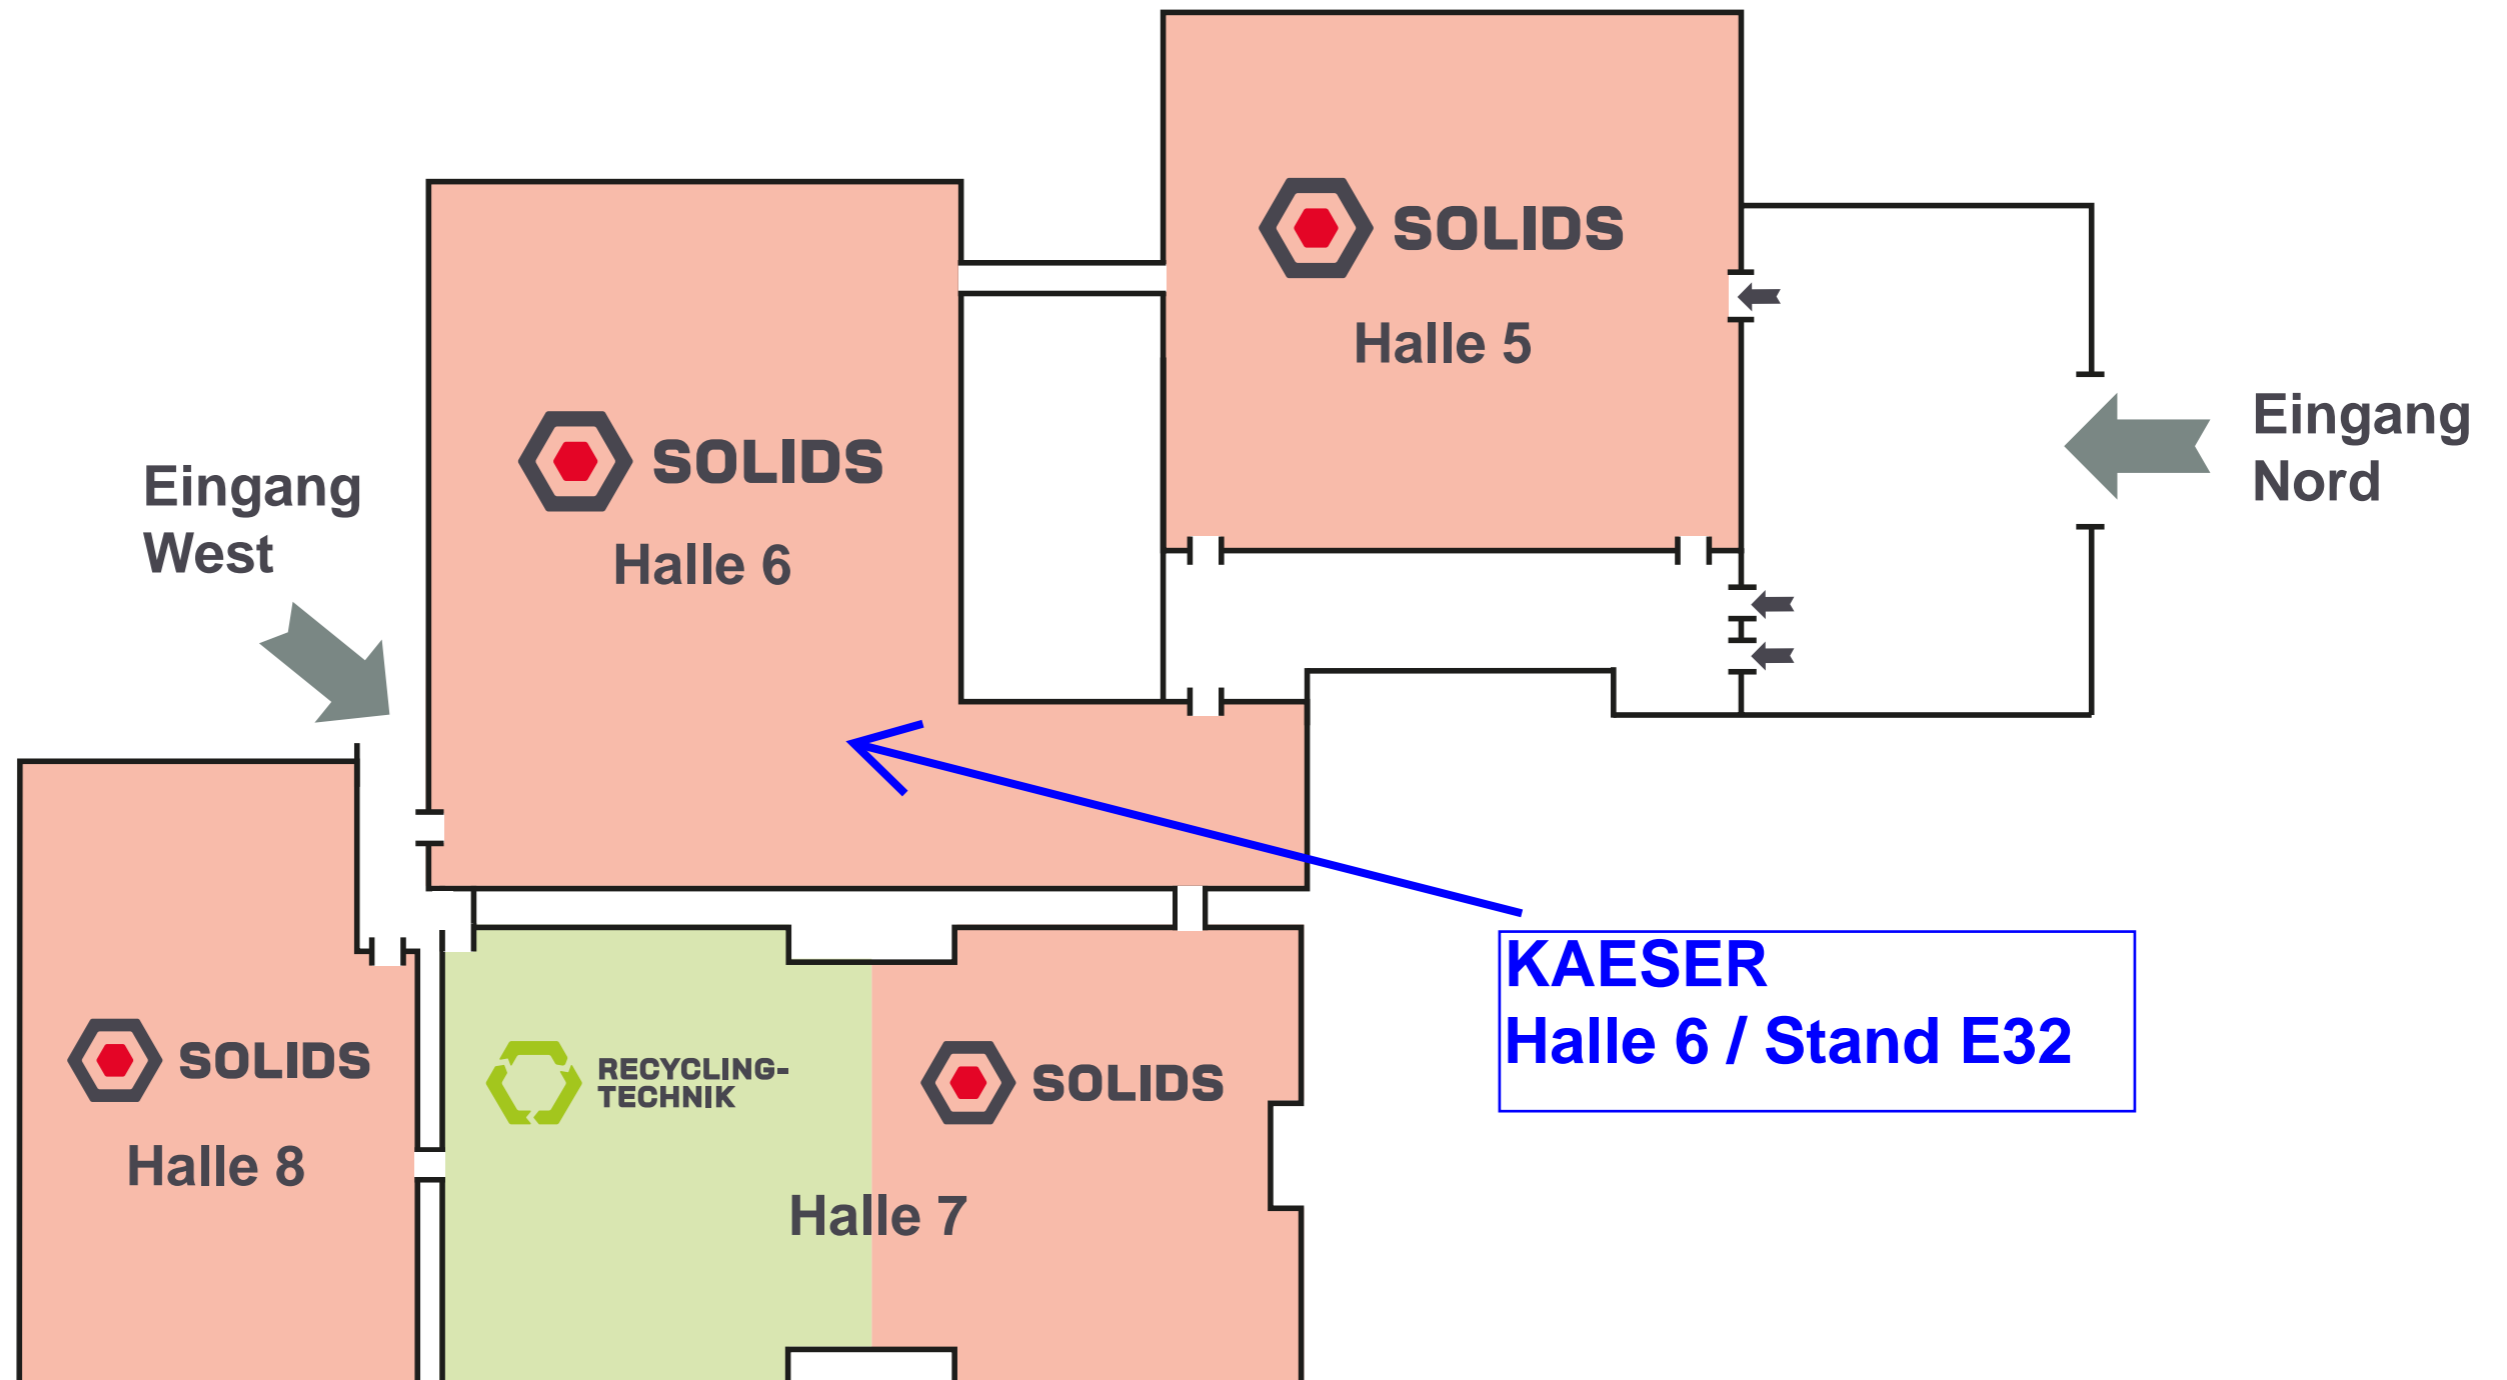 SOLIDS
Halle 5
Eingang
Nord
SOLIDS
Halle 6
Eingang
West
KAESER
Halle 6 / Stand E32
SOLIDS
Halle 8
RECYCLING-
TECHNIK
SOLIDS
Halle 7